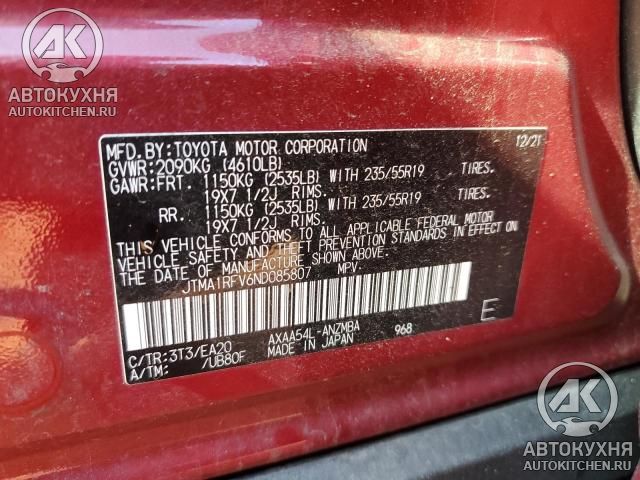 АК
АВТОКУХНЯ
AUTOKITCHEN.RU
MFD.BY:TOYOTA MOTOR CORPORATION 12/21
GVWR:2090KG (4610LB)
GAWR:FRT. 1150KG (2535LB) WITH 235/55R19 TIRES.
19X7 1/2J RIMS.
RR. 1150KG (2535LB) WITH 235/55R19 TIRES.
19X7 1/2J RIMS.
THIS VEHICLE CONFORMS TO ALL APPLICABLE FEDERAL MOTOR
VEHICLE SAFETY AND THEFT PREVENTION STANDARDS IN EFFECT
ON THE DATE OF MANUFACTURE SHOWN ABOVE.
JTMA1RFV6ND085807 MPV
C/TR:3T3/EA20 AXAA54L-ANZMBA 968 E
A/TM: /UB80F MADE IN JAPAN
АК
АВТОКУХНЯ
AUTOKITCHEN.RU